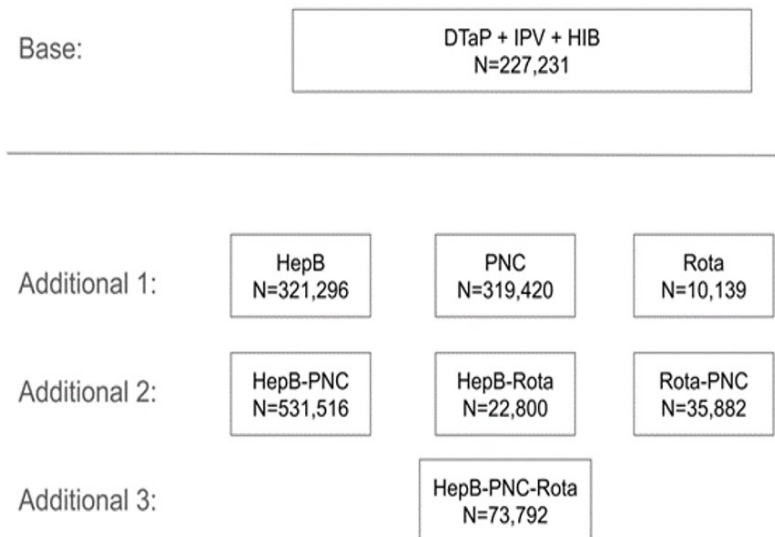 Base:
DTaP + IPV + HIB
N=227,231
Additional 1:
HepB
N=321,296
PNC
N=319,420
Rota
N=10,139
Additional 2:
HepB-PNC
N=531,516
HepB-Rota
N=22,800
Rota-PNC
N=35,882
Additional 3:
HepB-PNC-Rota
N=73,792